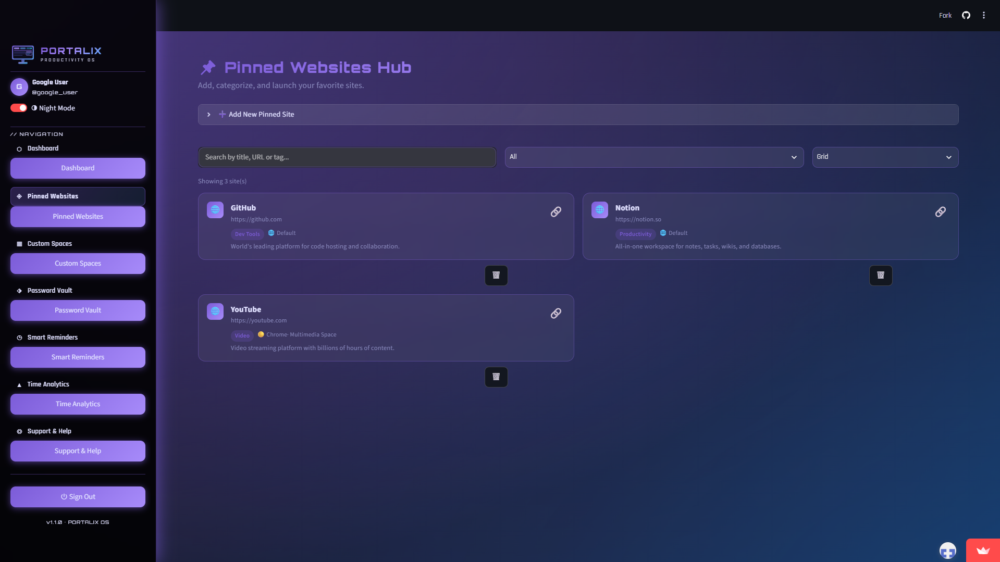 Fork
PORTALIX
PRODUCTIVITY OS
G
Google User
@google_user
Night Mode
// NAVIGATION
Dashboard
Dashboard
Pinned Websites
Pinned Websites
Custom Spaces
Custom Spaces
Password Vault
Password Vault
Smart Reminders
Smart Reminders
Time Analytics
Time Analytics
Support & Help
Support & Help
Sign Out
v1.1.0 · PORTALIX OS
Pinned Websites Hub
Add, categorize, and launch your favorite sites.
Add New Pinned Site
Search by title, URL or tag...
All
Grid
Showing 3 site(s)
GitHub
https://github.com
Dev Tools
Default
World's leading platform for code hosting and collaboration.
Notion
https://notion.so
Productivity
Default
All-in-one workspace for notes, tasks, wikis, and databases.
YouTube
https://youtube.com
Video
Chrome- Multimedia Space
Video streaming platform with billions of hours of content.